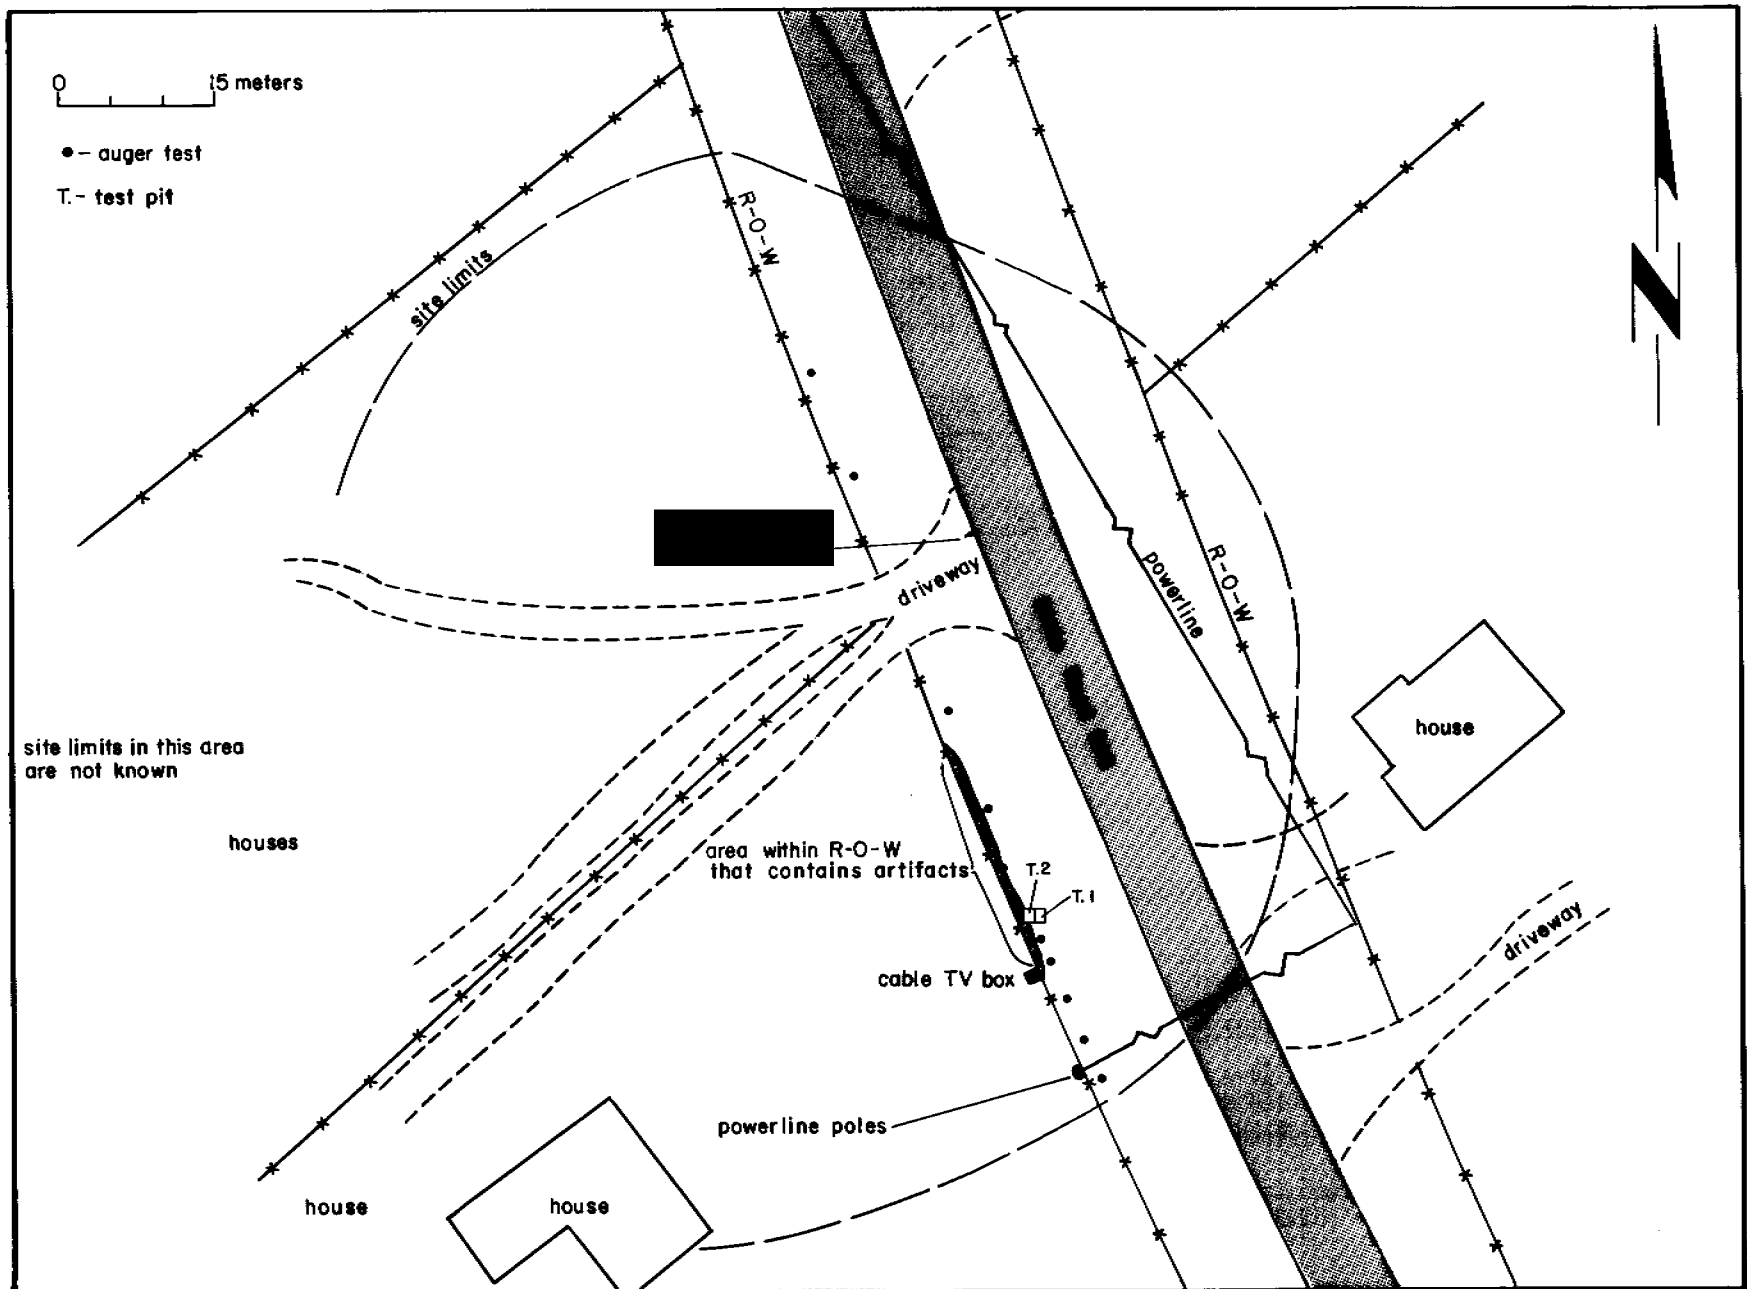 0 15 meters
•- auger test
T.- test pit
N
site limits
R-O-W
driveway
powerline
R-O-W
house
site limits in this area
are not known
houses
area within R-O-W
that contains artifacts
T.2
T.1
cable TV box
driveway
powerline poles
house
house